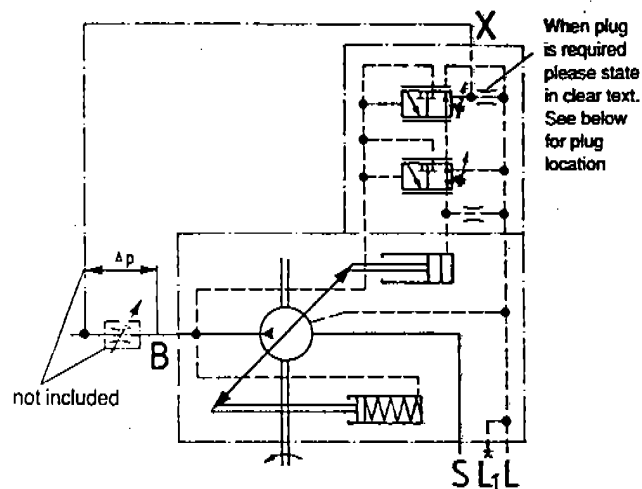 X
When plug
is required
please state
in clear text.
See below
for plug
location
Δp
B
not included
S L1 L